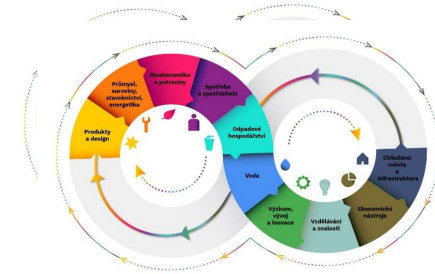 Produkty
a design
Průmysl,
suroviny,
stavebnictví,
energetika
Bioekonomika
a potraviny
Spotřeba
a spotřebitelé
Odpadové
hospodářství
Voda
Výzkum,
vývoj
a inovace
Vzdělávání
a znalosti
Ekonomické
nástroje
Cirkulární
města
a
infrastruktura